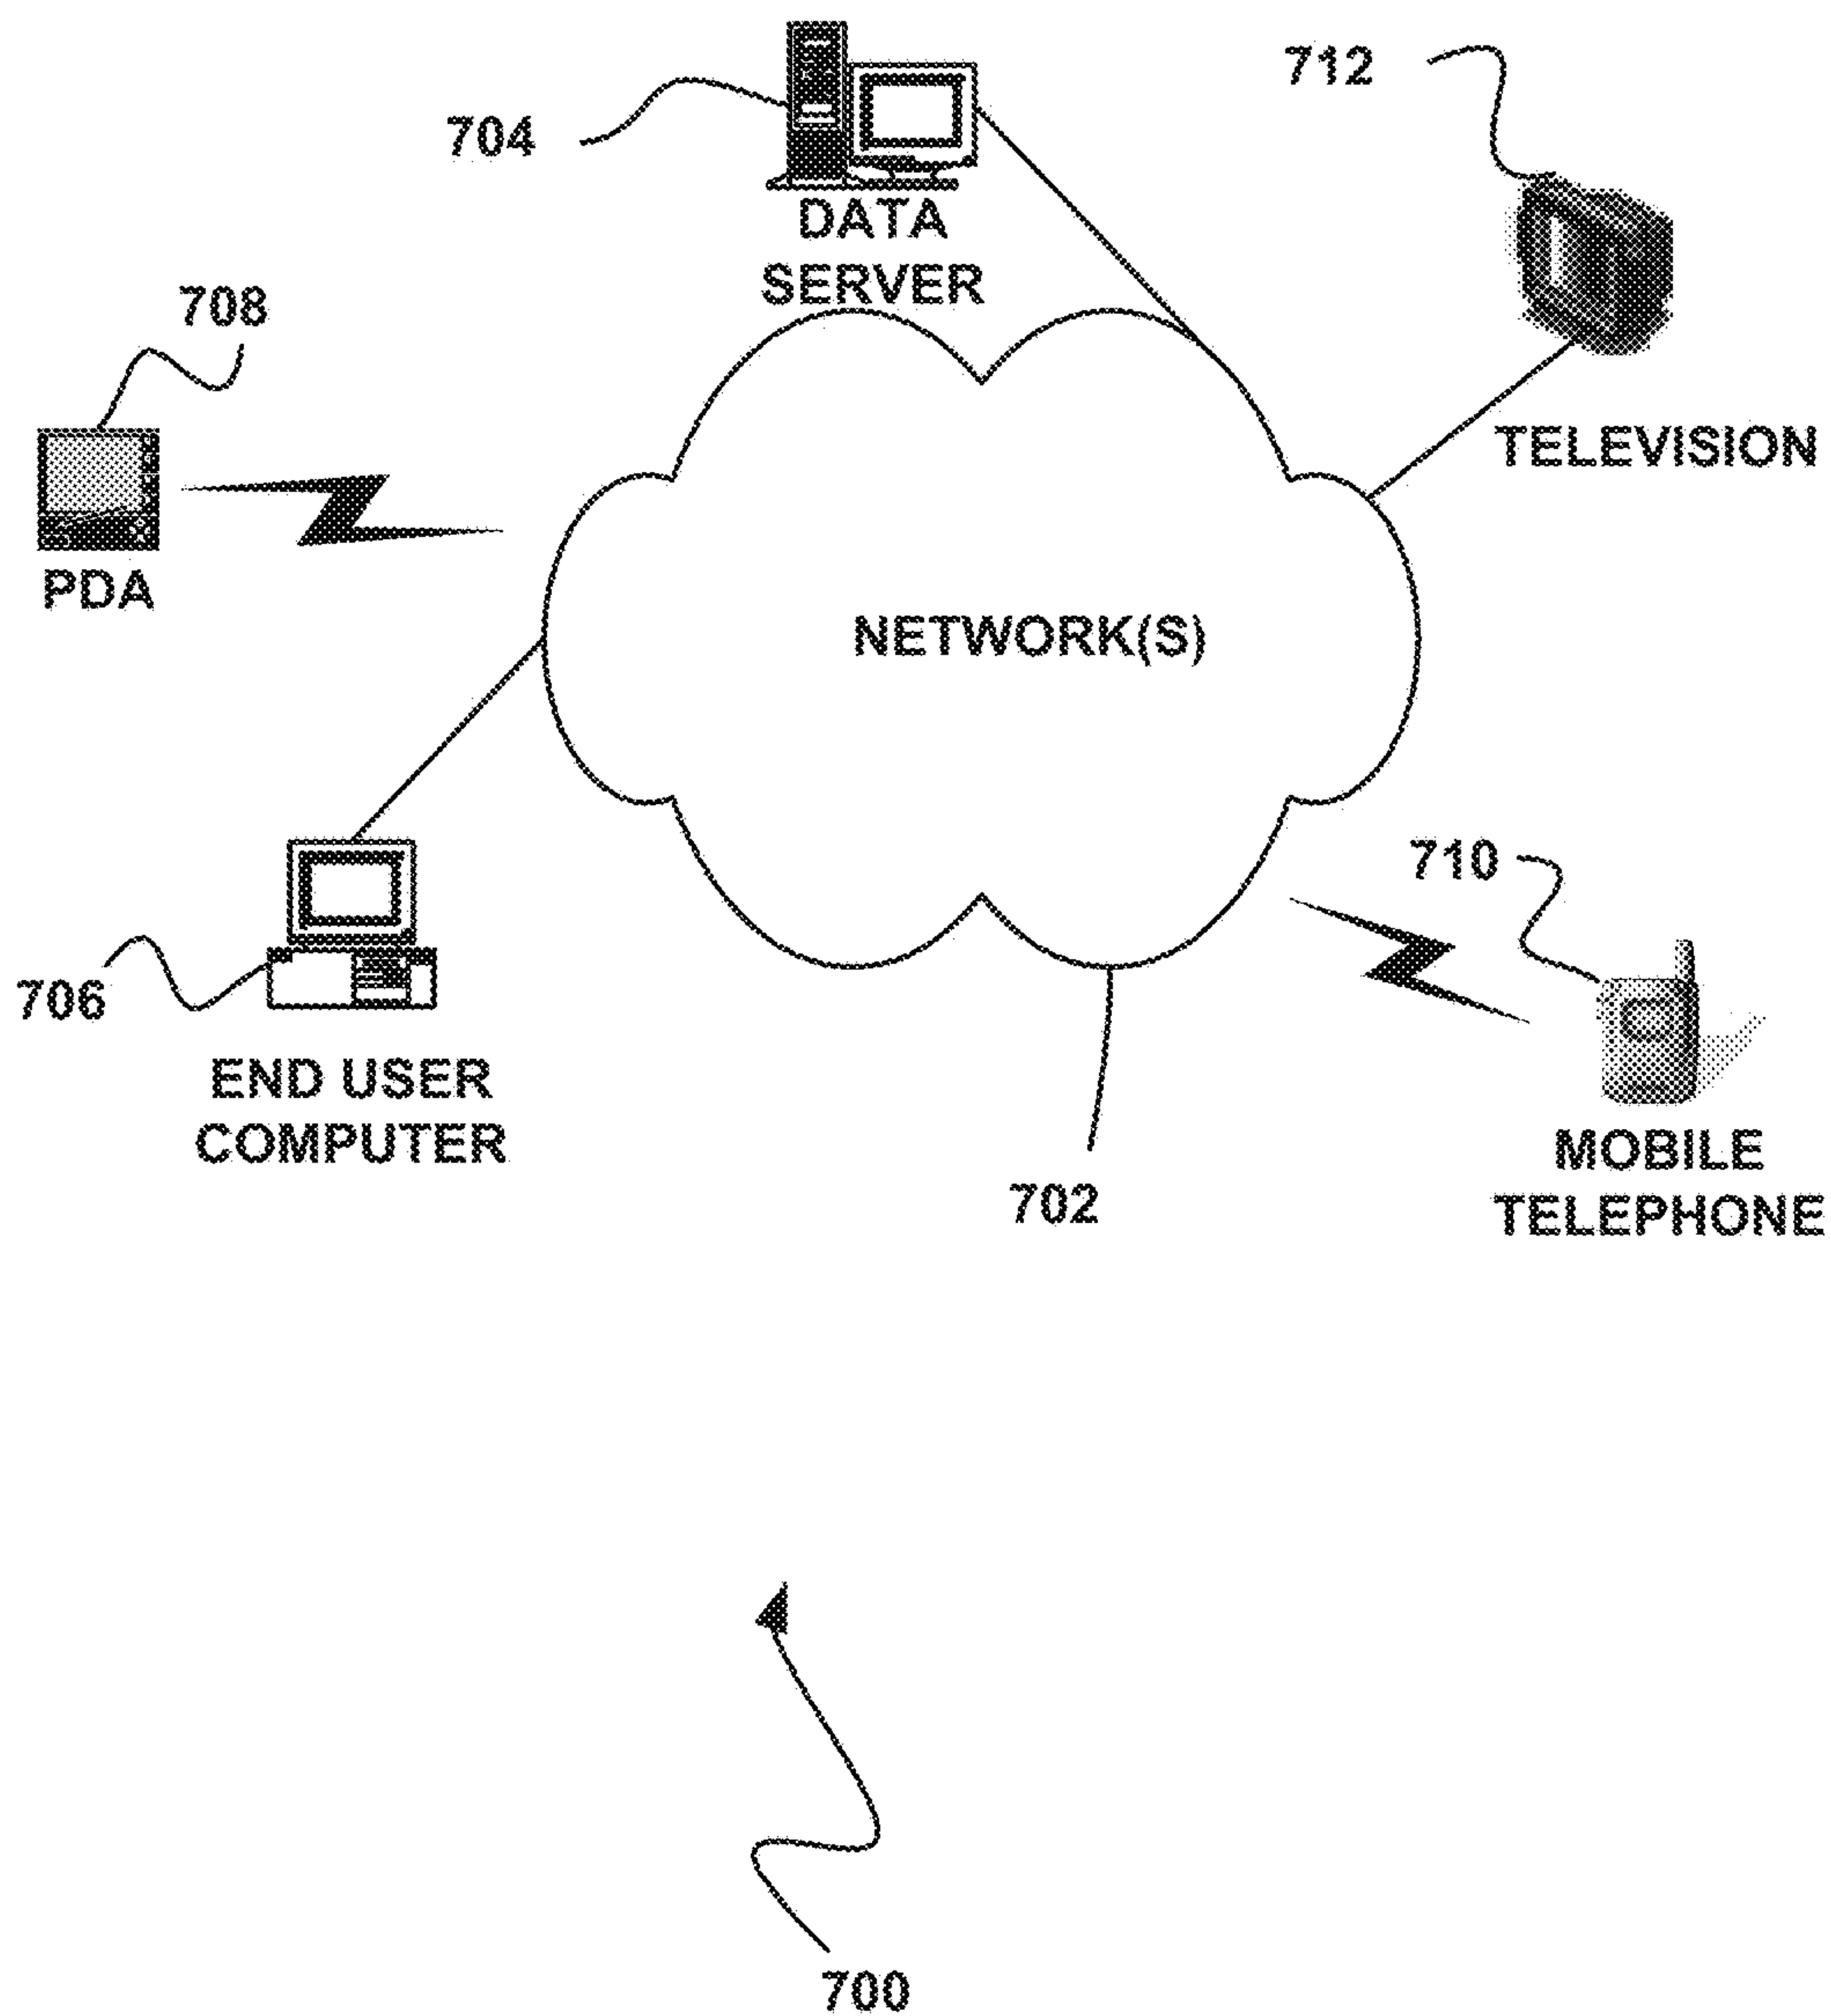 712
704
DATA
SERVER
708
TELEVISION
PDA
NETWORK(S)
710
706
END USER
COMPUTER
MOBILE
TELEPHONE
702
700